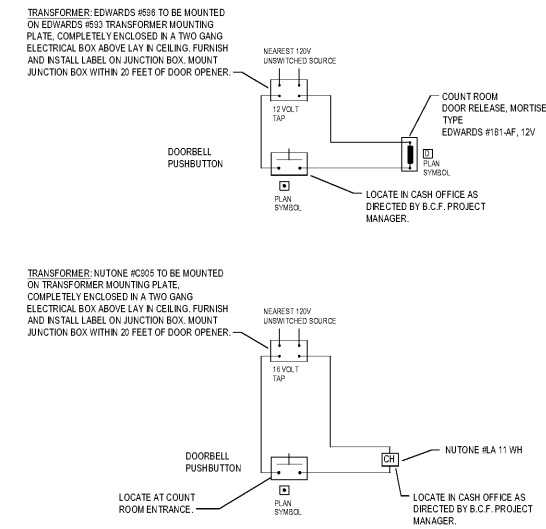 TRANSFORMER: EDWARDS #596 TO BE MOUNTED
ON EDWARDS #593 TRANSFORMER MOUNTING
PLATE, COMPLETELY ENCLOSED IN A TWO GANG
ELECTRICAL BOX ABOVE LAY IN CEILING. FURNISH
AND INSTALL LABEL ON JUNCTION BOX. MOUNT
JUNCTION BOX WITHIN 20 FEET OF DOOR OPENER.
NEAREST 120V
UNSWITCHED SOURCE
12 VOLT
TAP
COUNT ROOM
DOOR RELEASE, MORTISE
TYPE
EDWARDS #181-AF, 12V
D
PLAN
SYMBOL
DOORBELL
PUSHBUTTON
PLAN
SYMBOL
LOCATE IN CASH OFFICE AS
DIRECTED BY B.C.F. PROJECT
MANAGER.
TRANSFORMER: NUTONE #C905 TO BE MOUNTED
ON TRANSFORMER MOUNTING PLATE,
COMPLETELY ENCLOSED IN A TWO GANG
ELECTRICAL BOX ABOVE LAY IN CEILING. FURNISH
AND INSTALL LABEL ON JUNCTION BOX. MOUNT
JUNCTION BOX WITHIN 20 FEET OF DOOR OPENER.
NEAREST 120V
UNSWITCHED SOURCE
16 VOLT
TAP
CH
NUTONE #LA 11 WH
DOORBELL
PUSHBUTTON
LOCATE AT COUNT
ROOM ENTRANCE.
PLAN
SYMBOL
LOCATE IN CASH OFFICE AS
DIRECTED BY B.C.F. PROJECT
MANAGER.